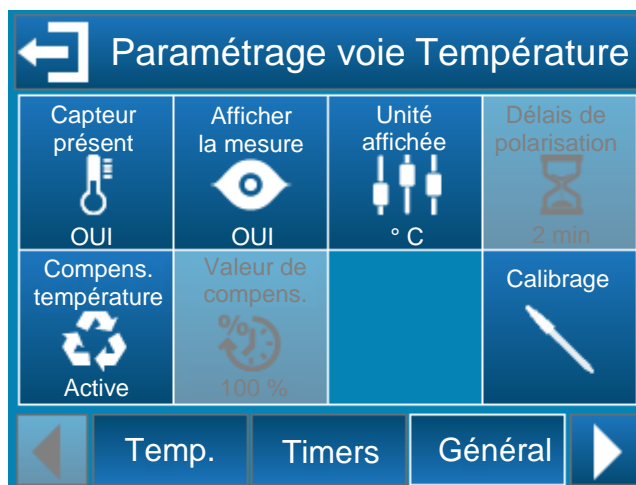 Paramétrage voie Température
Capteur
présent
OUI
Afficher
la mesure
OUI
Unité
affichée
° C
Délais de
polarisation
2 min
Compens.
température
Active
Valeur de
compens.
%
100 %
Calibrage
Temp.
Timers
Général